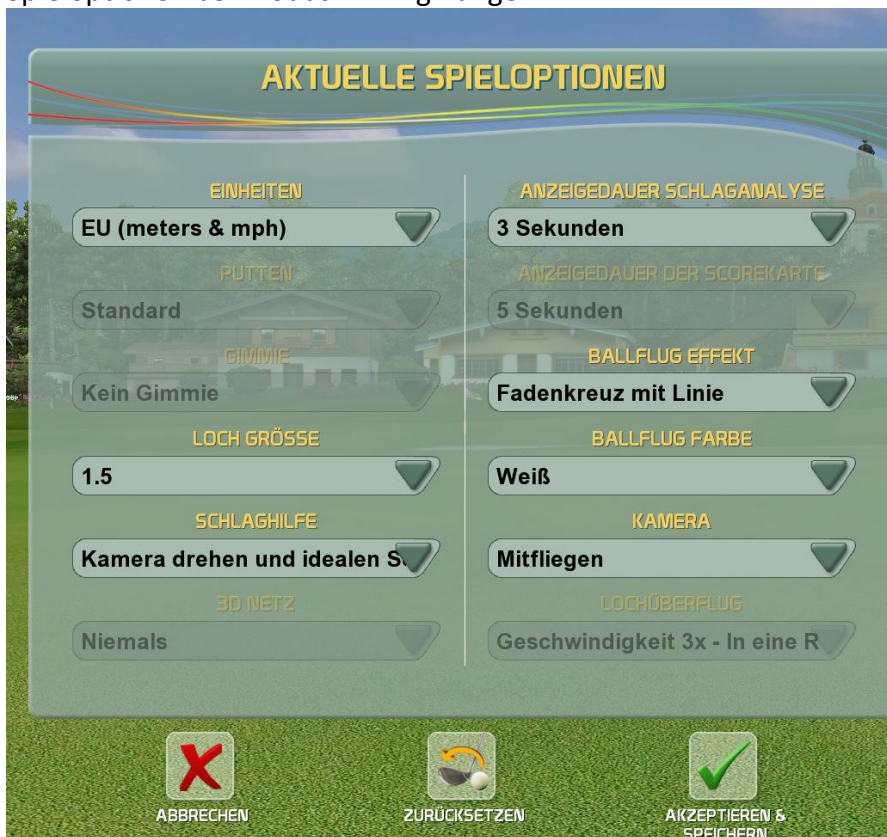 AKTUELLE SPIELOPTIONEN
EINHEITEN
EU (meters & mph)
PUTTEN
Standard
GIMMIE
Kein Gimmie
LOCH GRÖSSE
1.5
SCHLAGHILFE
Kamera drehen und idealen
3D NETZ
Niemals
ANZEIGEDAUER SCHLAGANALYSE
3 Sekunden
ANZEIGEDAUER DER SCOREKARTE
5 Sekunden
BALLFLUG EFFEKT
Fadenkreuz mit Linie
BALLFLUG FARBE
Weiß
KAMERA
Mitfliegen
LOCHÜBERFLUG
Geschwindigkeit 3x - In eine R
ABBRECHEN
ZURÜCKSETZEN
AKZEPTIEREN &
SPEICHERN